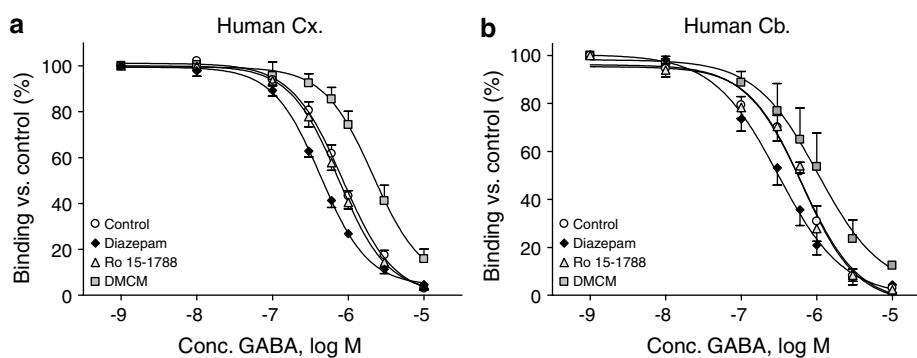 a
Human Cx.
Binding vs. control (%)
100
80
60
40
20
0
Control
Diazepam
Ro 15-1788
DMCM
-9
-8
-7
-6
-5
Conc. GABA, log M
b
Human Cb.
Binding vs. control (%)
100
80
60
40
20
0
Control
Diazepam
Ro 15-1788
DMCM
-9
-8
-7
-6
-5
Conc. GABA, log M